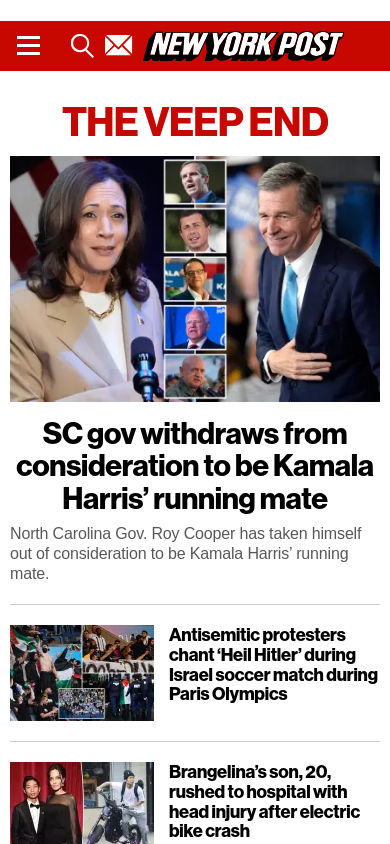 NEW YORK POST
THE VEEP END
SC gov withdraws from
consideration to be Kamala
Harris’ running mate
North Carolina Gov. Roy Cooper has taken himself
out of consideration to be Kamala Harris’ running
mate.
Antisemitic protesters
chant ‘Heil Hitler’ during
Israel soccer match during
Paris Olympics
Brangelina’s son, 20,
rushed to hospital with
head injury after electric
bike crash